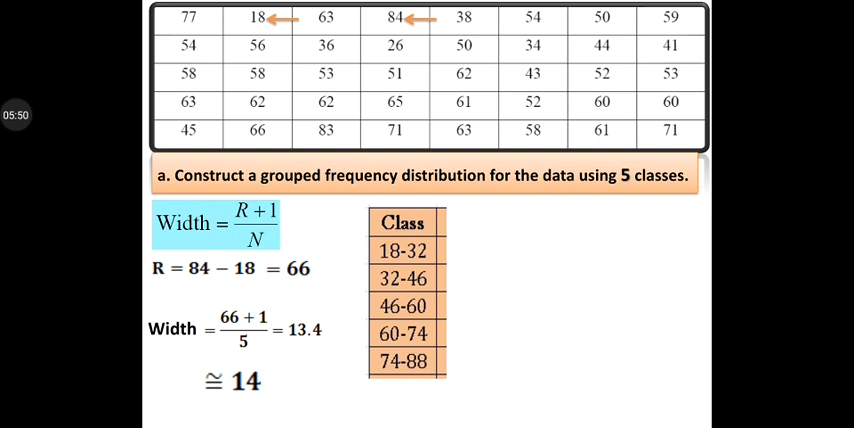 77 18 63 84 38 54 50 59
54 56 36 26 50 34 44 41
58 58 53 51 62 43 52 53
63 62 62 65 61 52 60 60
45 66 83 71 63 58 61 71
05:50
a. Construct a grouped frequency distribution for the data using 5 classes.
Width = (R + 1) / N
R = 84 − 18 = 66
Width = (66 + 1) / 5 = 13.4
≅ 14
Class
18-32
32-46
46-60
60-74
74-88